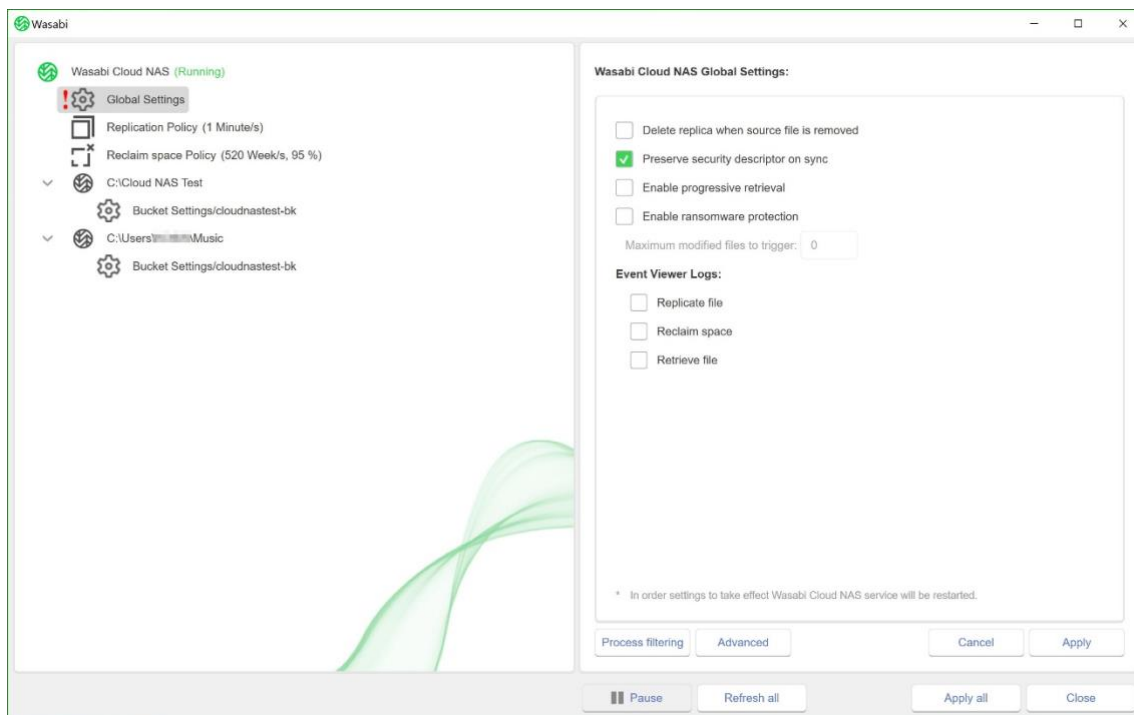 Wasabi
Wasabi Cloud NAS (Running)
! Global Settings
Replication Policy (1 Minute/s)
Reclaim space Policy (520 Week/s, 95 %)
C:\Cloud NAS Test
Bucket Settings/cloudnastest-bk
C:\Users\ \Music
Bucket Settings/cloudnastest-bk
Wasabi Cloud NAS Global Settings:
Delete replica when source file is removed
Preserve security descriptor on sync
Enable progressive retrieval
Enable ransomware protection
Maximum modified files to trigger: 0
Event Viewer Logs:
Replicate file
Reclaim space
Retrieve file
* In order settings to take effect Wasabi Cloud NAS service will be restarted.
Process filtering Advanced Cancel Apply
Pause Refresh all Apply all Close